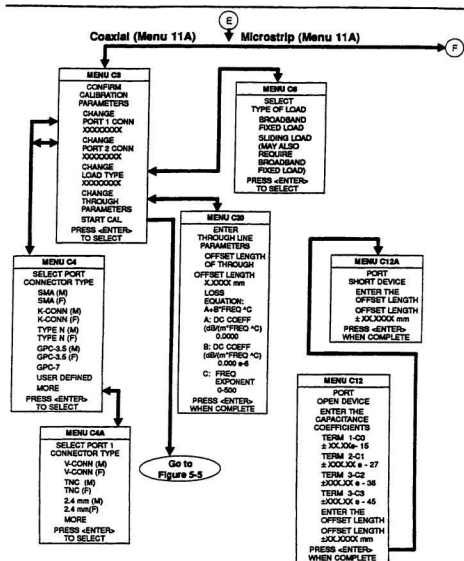 E
Coaxial (Menu 11A)
Microstrip (Menu 11A)
F
MENU C3
CONFIRM
CALIBRATION
PARAMETERS
CHANGE
PORT 1 CONN
XXXXXXXX
CHANGE
PORT 2 CONN
XXXXXXXX
CHANGE
LOAD TYPE
XXXXXXXX
CHANGE
THROUGH
PARAMETERS
START CAL
PRESS <ENTER>
TO SELECT
MENU C6
SELECT
TYPE OF LOAD
BROADBAND
FIXED LOAD
SLIDING LOAD
(MAY ALSO
REQUIRE
BROADBAND
FIXED LOAD)
PRESS <ENTER>
TO SELECT
MENU C20
ENTER
THROUGH LINE
PARAMETERS
OFFSET LENGTH
OF THROUGH
OFFSET LENGTH
X.XXXX mm
LOSS
EQUATION:
A+B*FREQ ^C
A: DC COEFF
(dB/(m*FREQ ^C)
0.0000
B: DC COEFF
(dB/(m*FREQ ^C)
0.000 e-6
C: FREQ
EXPONENT
0-500
PRESS <ENTER>
WHEN COMPLETE
MENU C12A
PORT
SHORT DEVICE
ENTER THE
OFFSET LENGTH
OFFSET LENGTH
± XX.XXXX mm
PRESS <ENTER>
WHEN COMPLETE
MENU C4
SELECT PORT
CONNECTOR TYPE
SMA (M)
SMA (F)
K-CONN (M)
K-CONN (F)
TYPE N (M)
TYPE N (F)
GPC-3.5 (M)
GPC-3.5 (F)
GPC-7
USER DEFINED
MORE
PRESS <ENTER>
TO SELECT
MENU C12
PORT
OPEN DEVICE
ENTER THE
CAPACITANCE
COEFFICIENTS
TERM 1-C0
± XX.XXe- 15
TERM 2-C1
±XXX.XX e - 27
TERM 3-C2
±XXX.XX e - 36
TERM 3-C3
±XXX.XX e - 45
ENTER THE
OFFSET LENGTH
OFFSET LENGTH
±XX.XXXX mm
PRESS <ENTER>
WHEN COMPLETE
MENU C4A
SELECT PORT 1
CONNECTOR TYPE
V-CONN (M)
V-CONN (F)
TNC (M)
TNC (F)
2.4 mm (M)
2.4 mm(F)
MORE
PRESS <ENTER>
TO SELECT
Go to
Figure 5-5